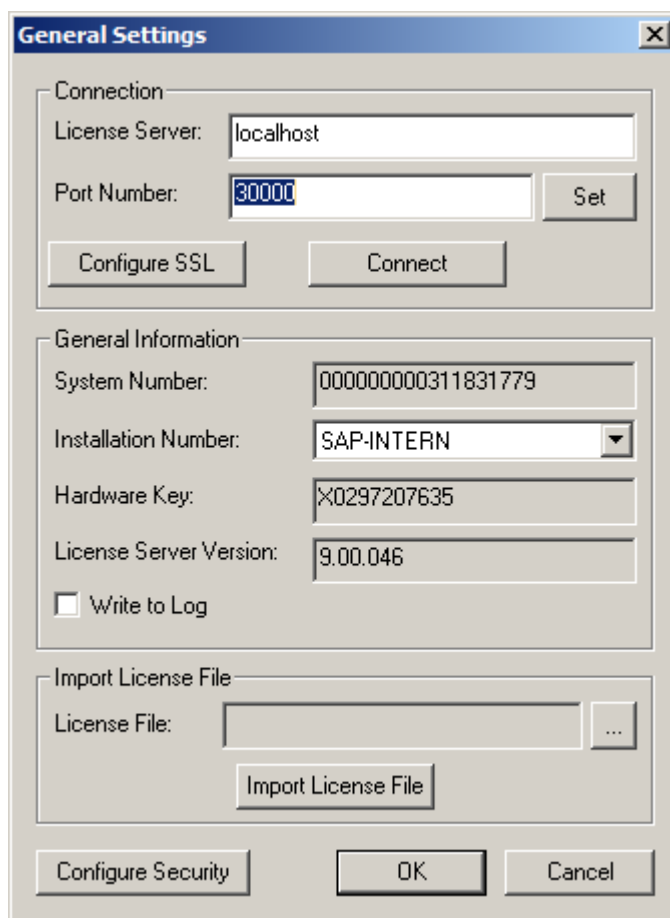 General Settings
Connection
License Server: localhost
Port Number: 30000 Set
Configure SSL Connect
General Information
System Number: 000000000311831779
Installation Number: SAP-INTERN
Hardware Key: X0297207635
License Server Version: 9.00.046
Write to Log
Import License File
License File: ...
Import License File
Configure Security OK Cancel